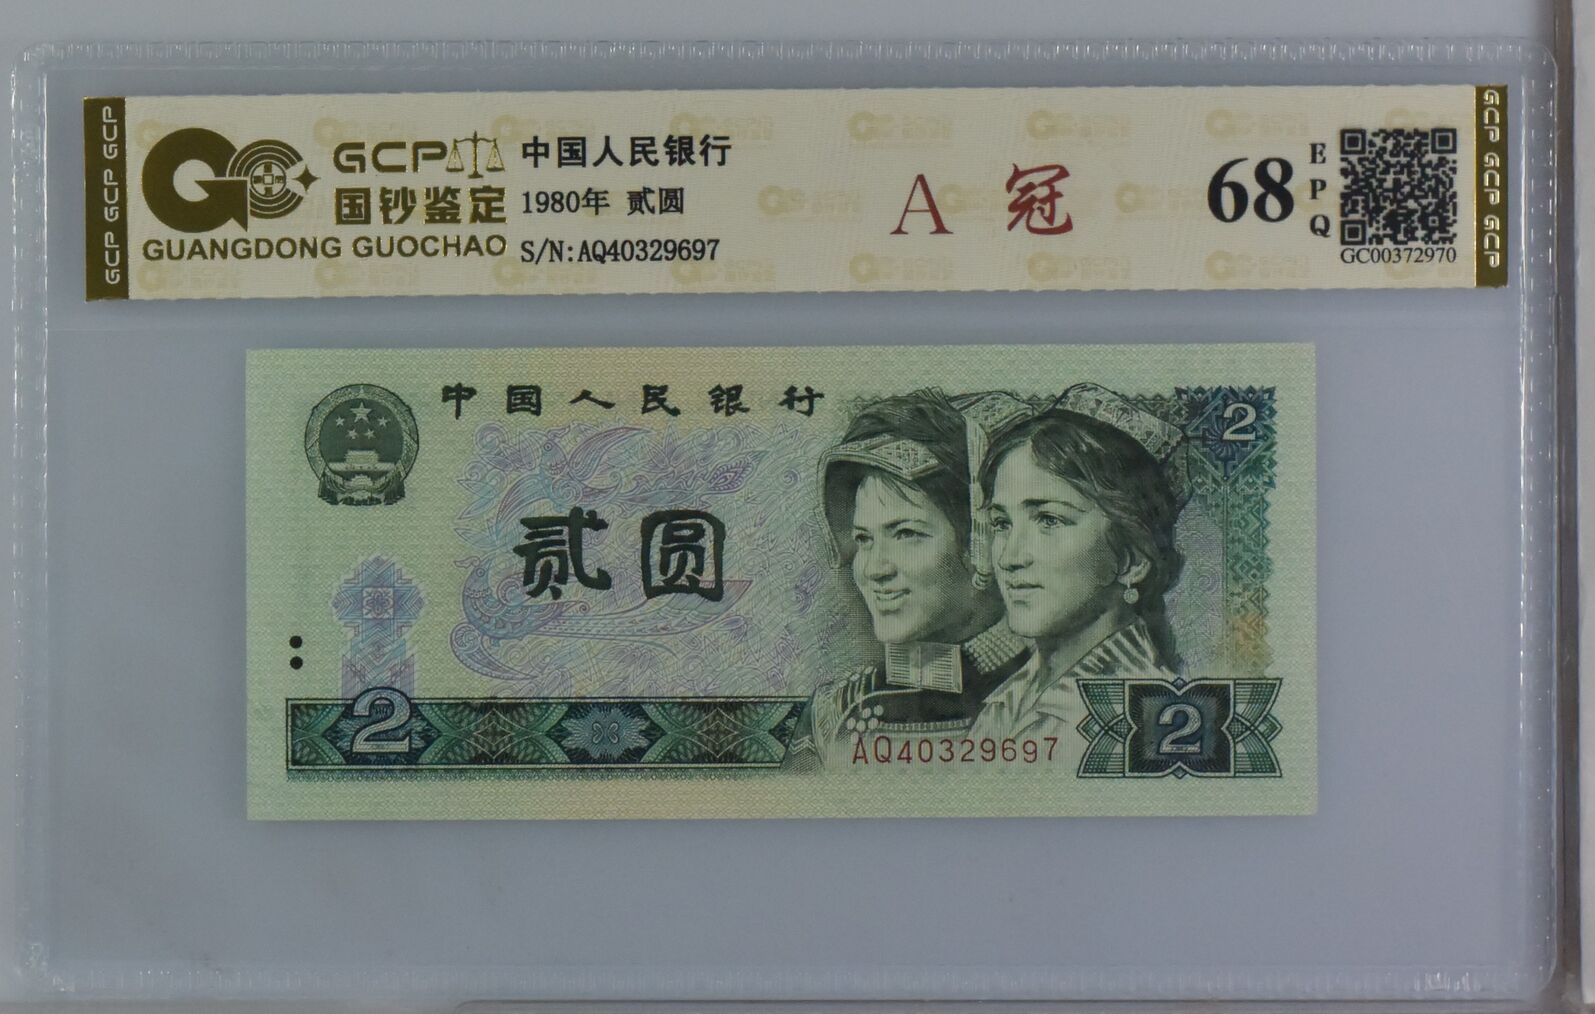 GCP GCP GCP
GCP
国钞鉴定
GUANGDONG GUOCHAO
中国人民银行
1980年 贰圆
S/N:AQ40329697
A 冠
68
EPQ
GC00372970
GCP GCP GCP
中国人民银行
2
贰圆
2
AQ40329697
2